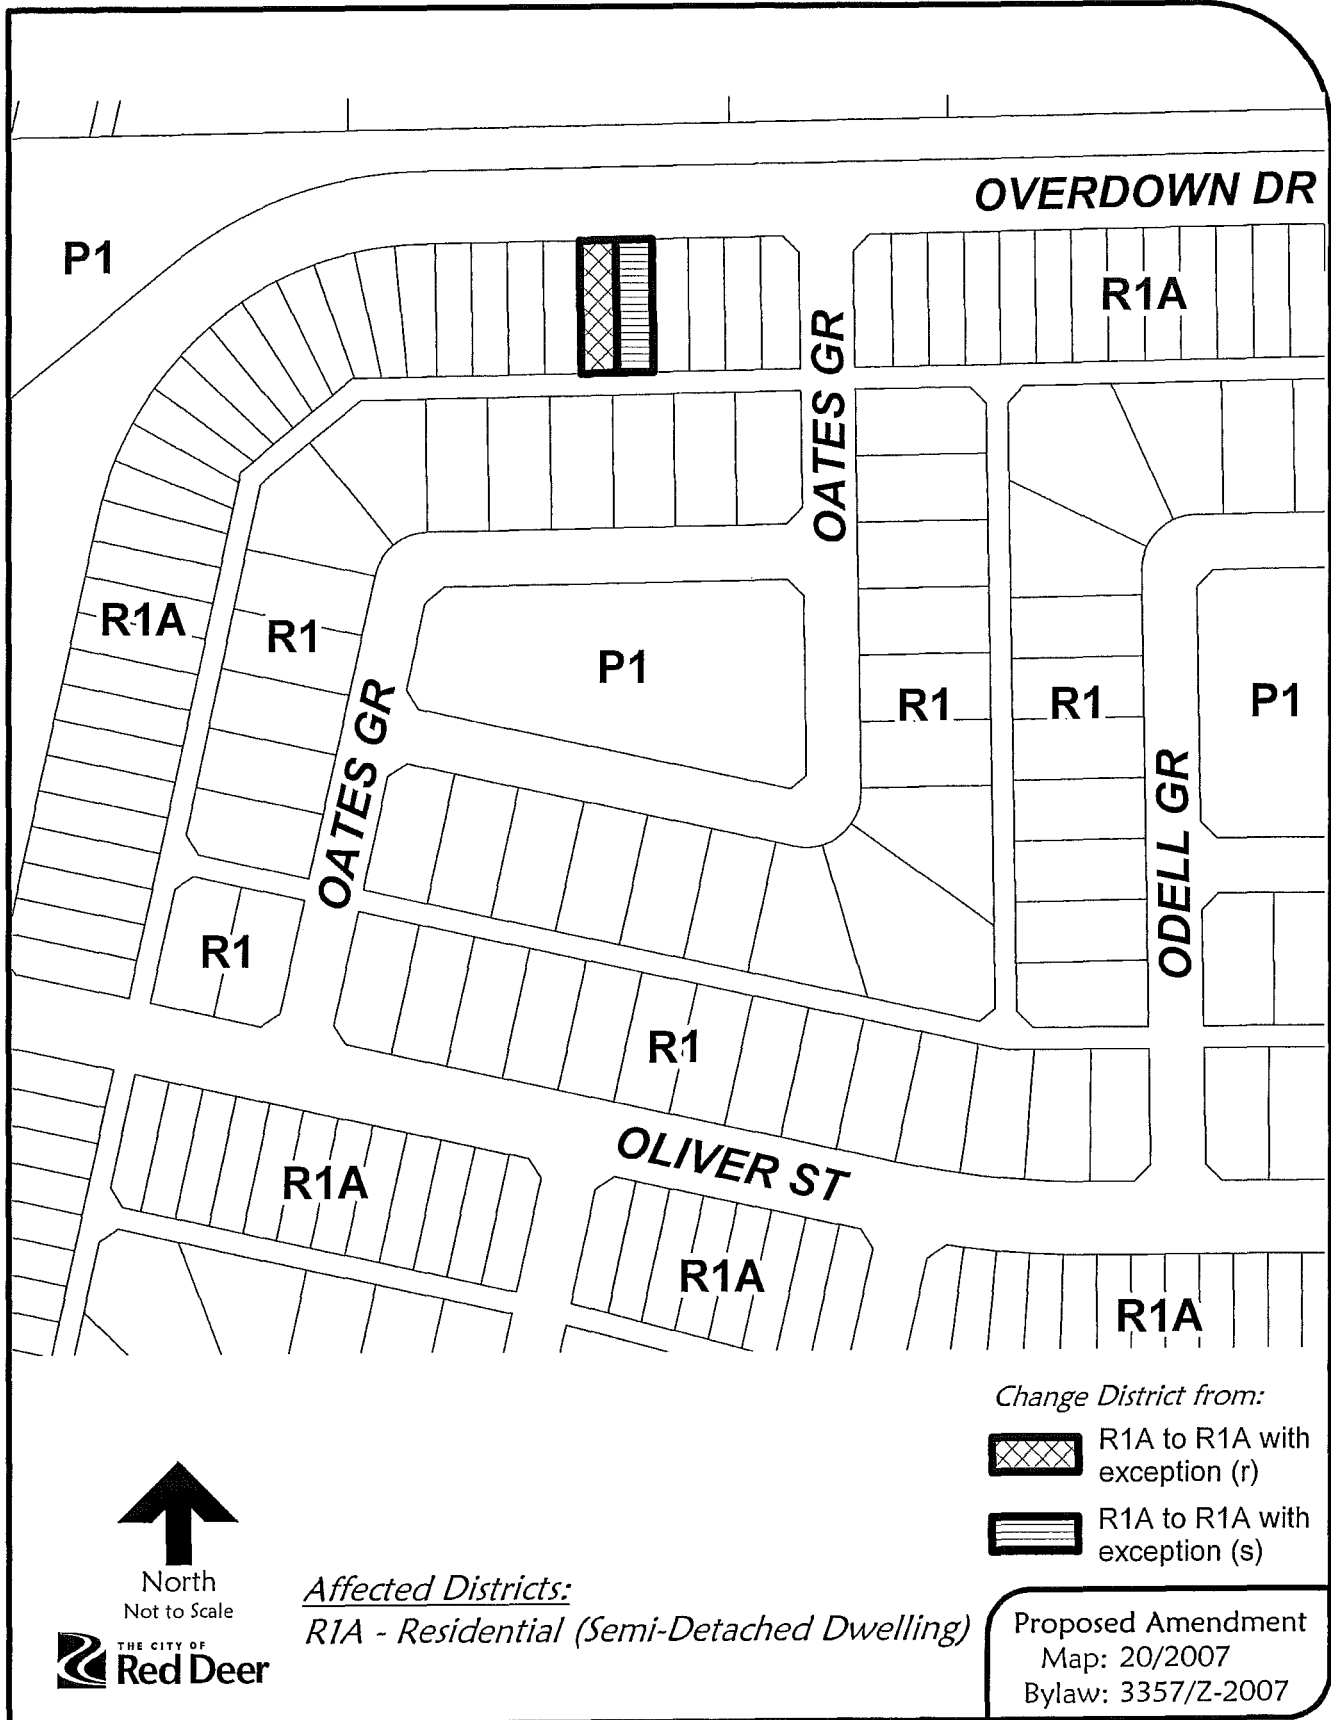 OVERDOWN DR
P1
R1A
OATES GR
R1A
R1
P1
R1
R1
P1
OATES GR
ODELL GR
R1
R1
OLIVER ST
R1A
R1A
R1A
Change District from:
R1A to R1A with
exception (r)
R1A to R1A with
exception (s)
North
Not to Scale
THE CITY OF
Red Deer
Affected Districts:
R1A - Residential (Semi-Detached Dwelling)
Proposed Amendment
Map: 20/2007
Bylaw: 3357/Z-2007